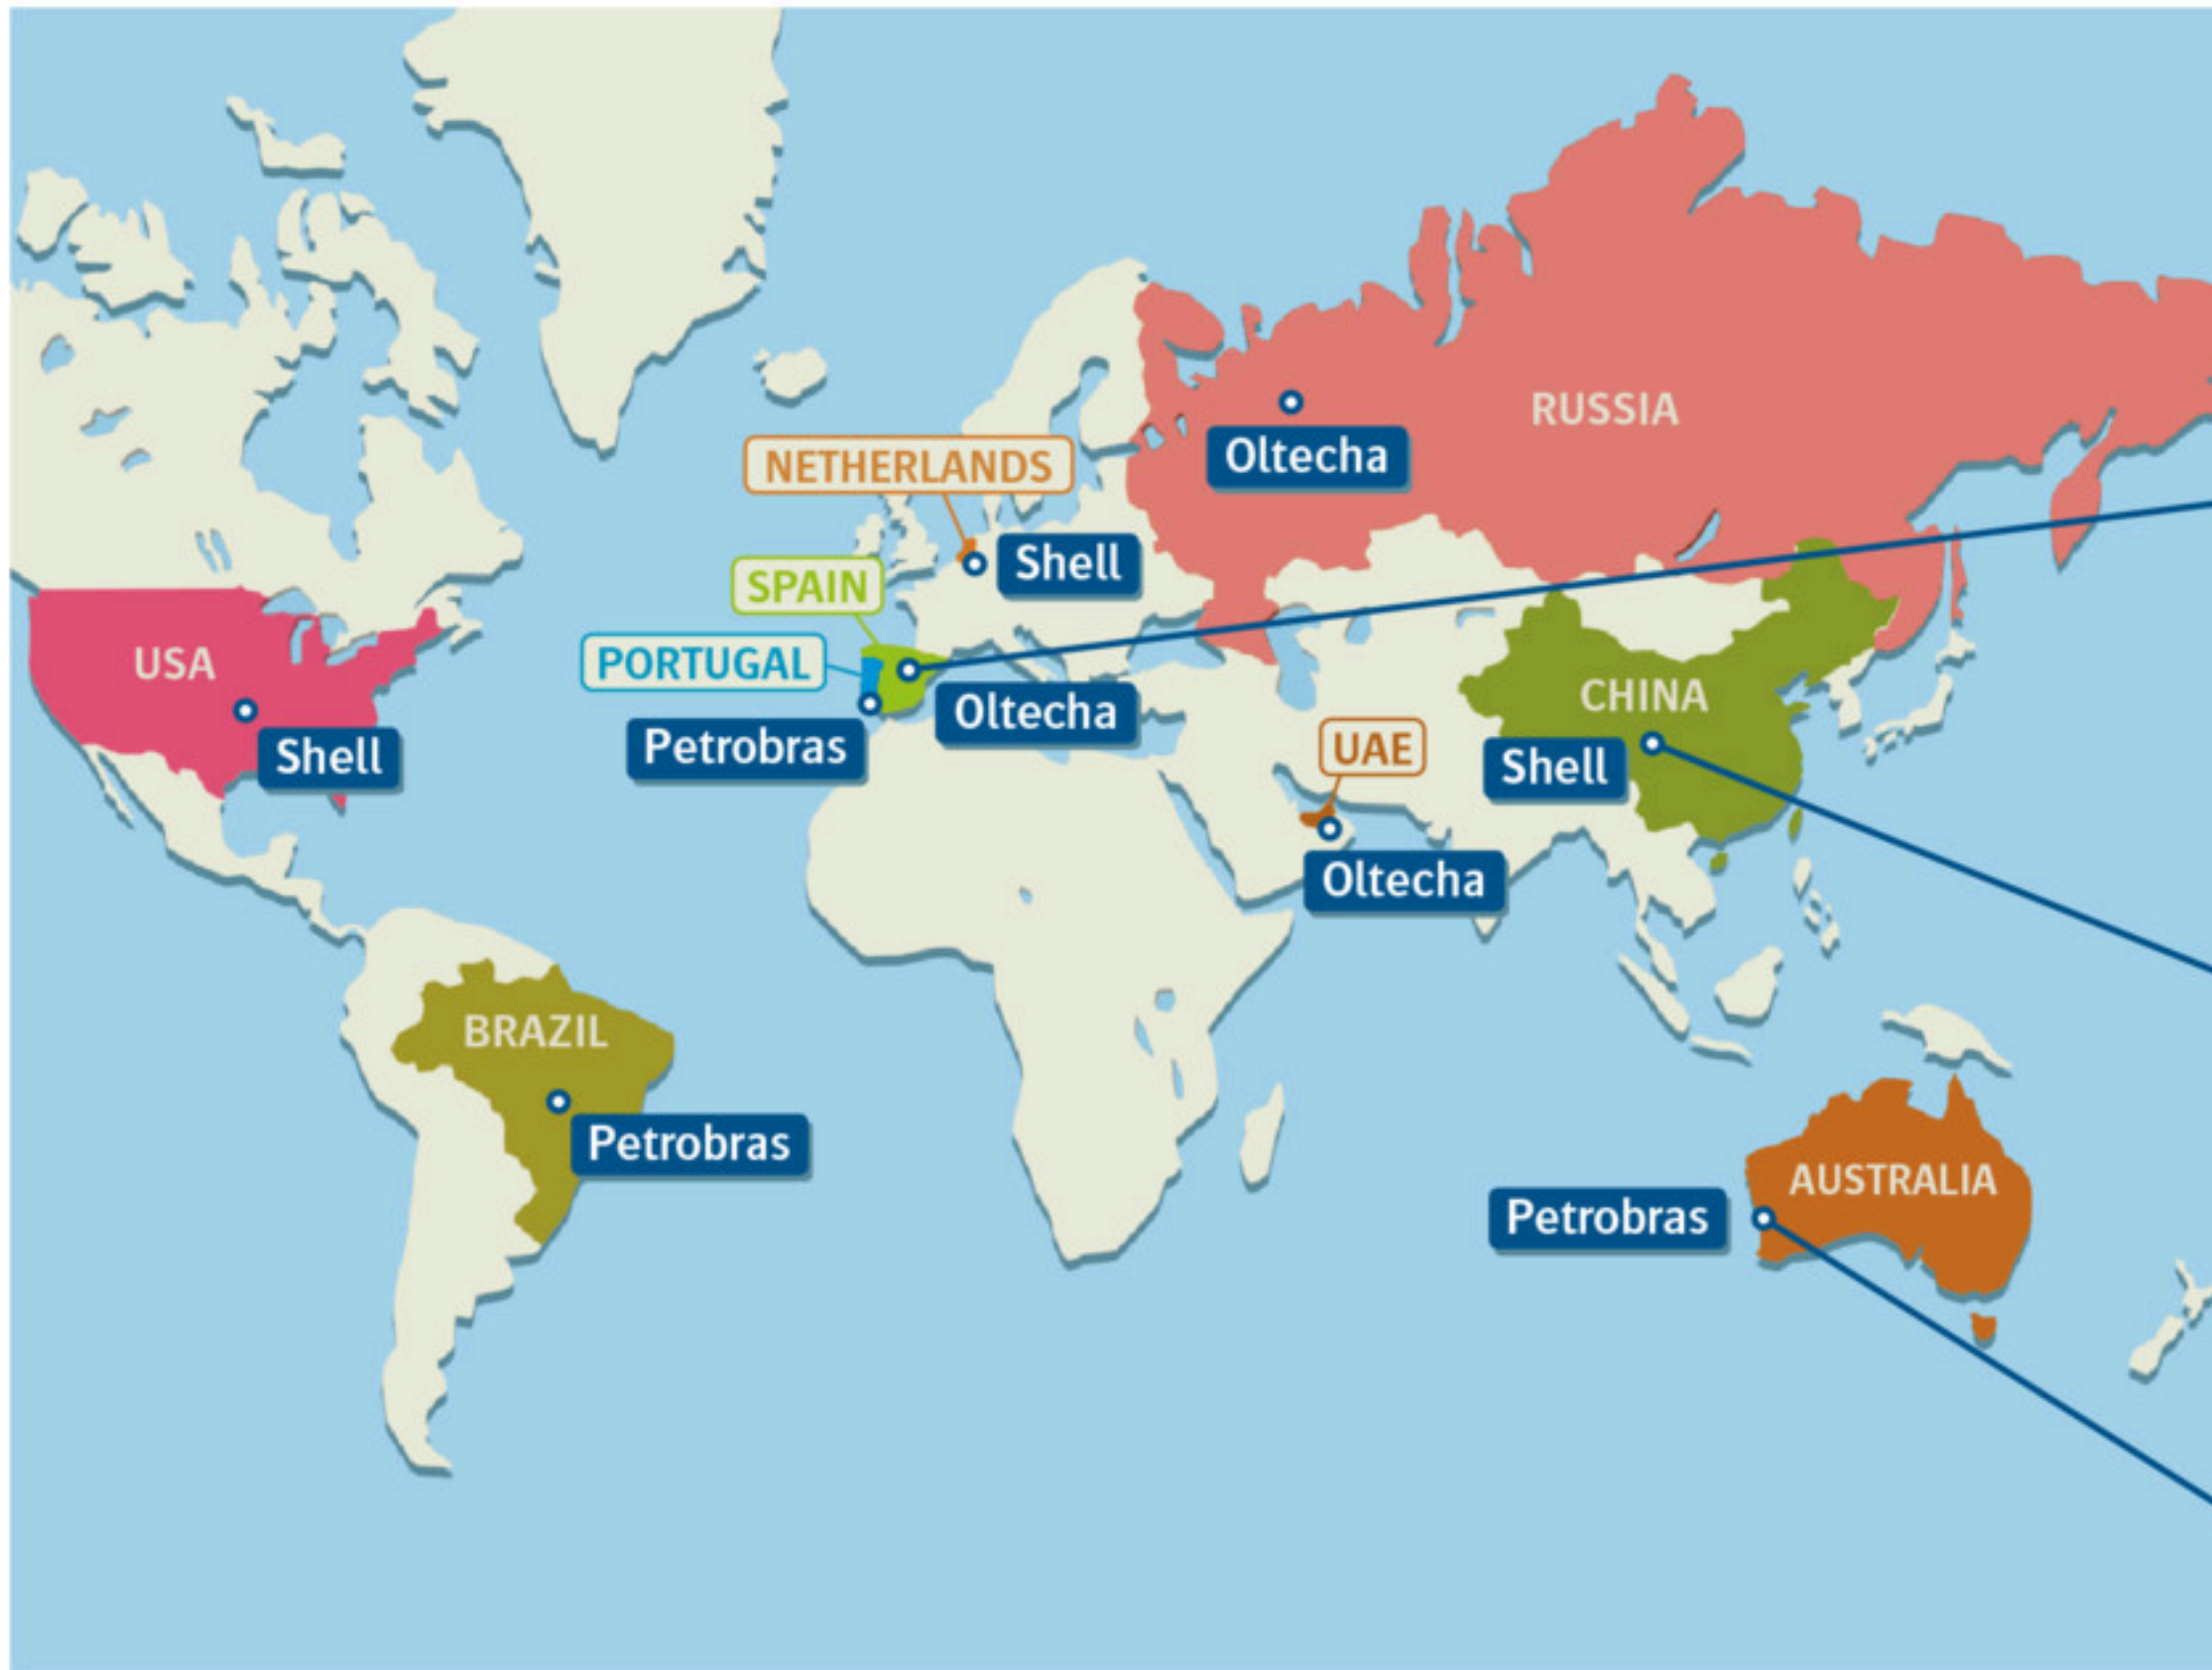 RUSSIA
Oltecha
NETHERLANDS
Shell
SPAIN
PORTUGAL
Oltecha
Petrobras
USA
Shell
CHINA
Shell
UAE
Oltecha
BRAZIL
Petrobras
AUSTRALIA
Petrobras